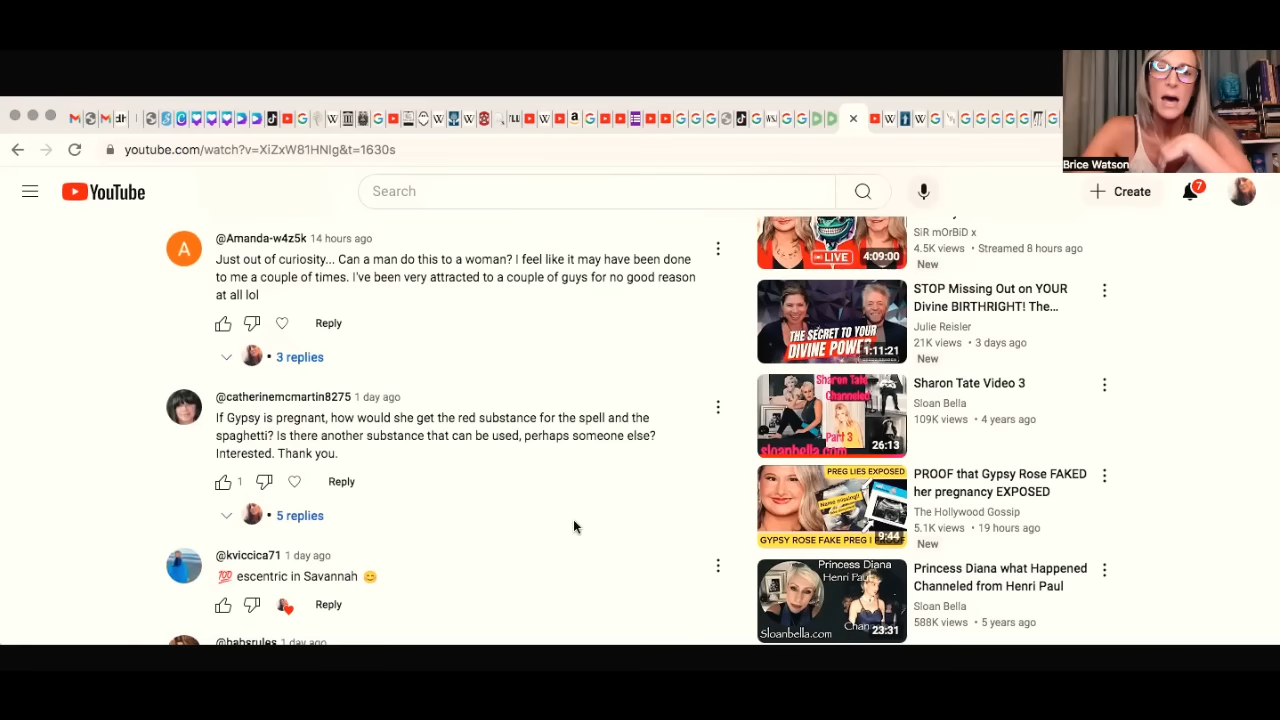 Brice Watson
youtube.com/watch?v=XiZxW81HNIg&t=1630s
YouTube
Search
Create
7
@Amanda-w4z5k 14 hours ago
Just out of curiosity... Can a man do this to a woman? I feel like it may have been done
to me a couple of times. I've been very attracted to a couple of guys for no good reason
at all lol
Reply
3 replies
@catherinemcmartin8275 1 day ago
If Gypsy is pregnant, how would she get the red substance for the spell and the
spaghetti? Is there another substance that can be used, perhaps someone else?
Interested. Thank you.
1
Reply
5 replies
@kviccica71 1 day ago
💯 escentric in Savannah 😊
Reply
@babsrules 1 day ago
LIVE
4:09:00
SiR mOrBiD x
4.5K views • Streamed 8 hours ago
New
THE SECRET TO YOUR
DIVINE POWER
1:11:21
STOP Missing Out on YOUR
Divine BIRTHRIGHT! The...
Julie Reisler
21K views • 3 days ago
New
Sharon Tate
Channeled
Part 3
sloanbella.com
26:13
Sharon Tate Video 3
Sloan Bella
109K views • 4 years ago
PREG LIES EXPOSED
GYPSY ROSE FAKE PREG
9:44
PROOF that Gypsy Rose FAKED
her pregnancy EXPOSED
The Hollywood Gossip
5.1K views • 19 hours ago
New
Princess Diana
Henri Paul
Sloanbella.com
23:31
Princess Diana what Happened
Channeled from Henri Paul
Sloan Bella
588K views • 5 years ago